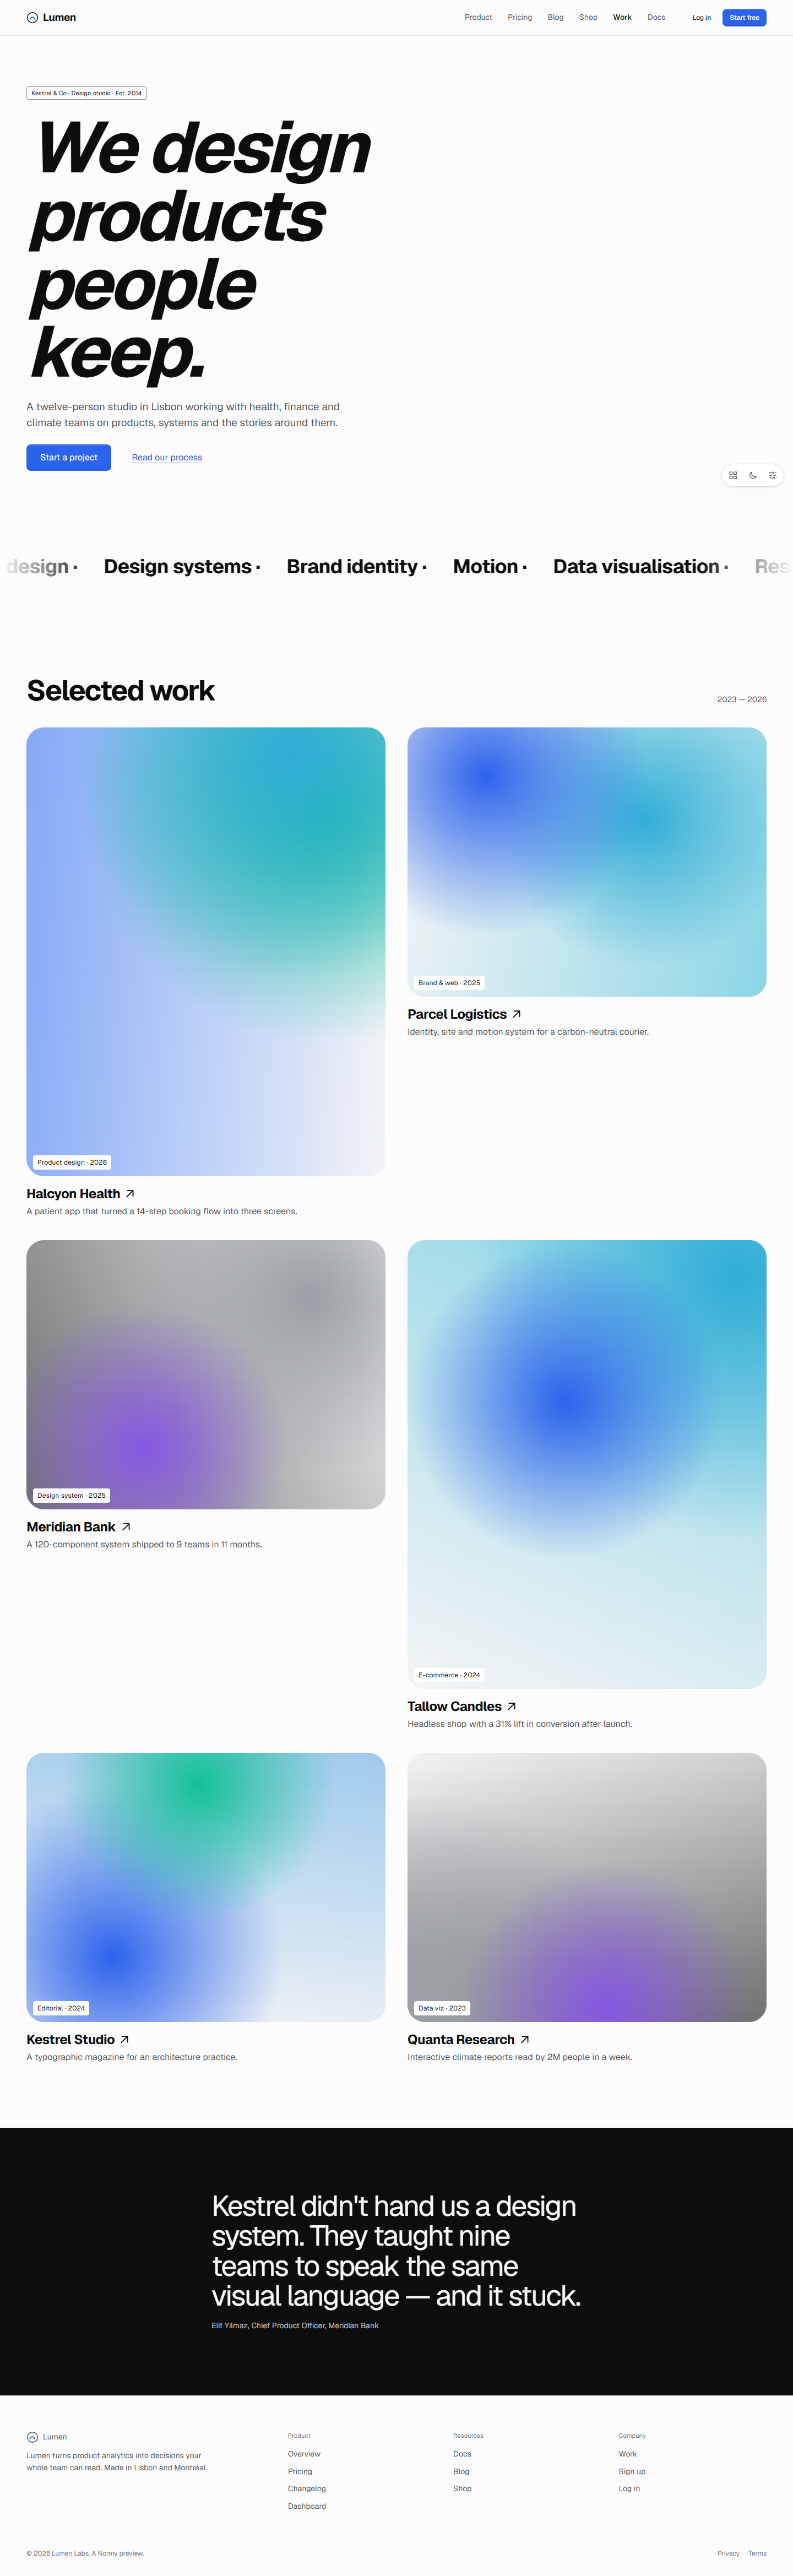 Lumen
Product Pricing Blog Shop Work Docs Log in Start free
Kestrel & Co · Design studio · Est. 2014
We design
products
people
keep.
A twelve-person studio in Lisbon working with health, finance and
climate teams on products, systems and the stories around them.
Start a project Read our process
design · Design systems · Brand identity · Motion · Data visualisation · Res
Selected work
2023 — 2026
Product design · 2026
Halcyon Health
A patient app that turned a 14-step booking flow into three screens.
Brand & web · 2025
Parcel Logistics
Identity, site and motion system for a carbon-neutral courier.
Design system · 2025
Meridian Bank
A 120-component system shipped to 9 teams in 11 months.
E-commerce · 2024
Tallow Candles
Headless shop with a 31% lift in conversion after launch.
Editorial · 2024
Kestrel Studio
A typographic magazine for an architecture practice.
Data viz · 2023
Quanta Research
Interactive climate reports read by 2M people in a week.
Kestrel didn't hand us a design
system. They taught nine
teams to speak the same
visual language — and it stuck.
Elif Yilmaz, Chief Product Officer, Meridian Bank
Lumen
Lumen turns product analytics into decisions your
whole team can read. Made in Lisbon and Montréal.
Product
Overview
Pricing
Changelog
Dashboard
Resources
Docs
Blog
Shop
Company
Work
Sign up
Log in
© 2026 Lumen Labs. A Normy preview.
Privacy Terms